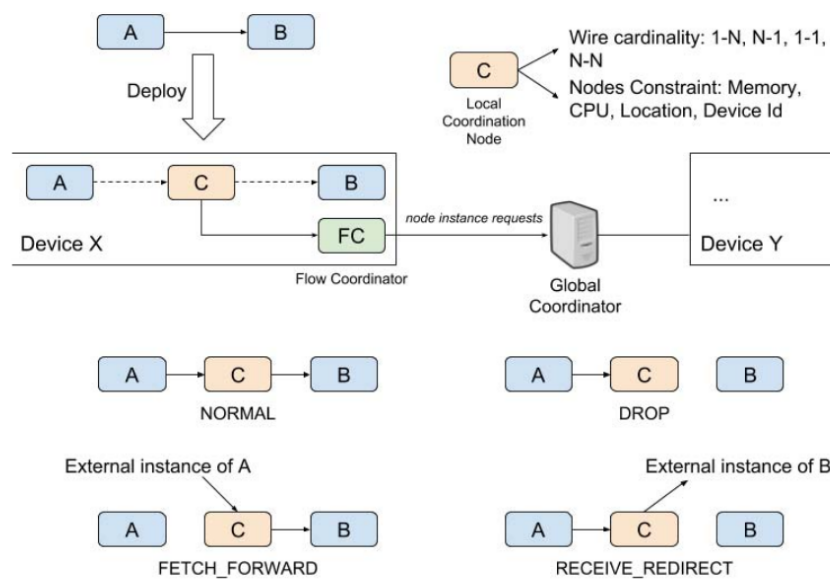 A
B
Deploy
C
Local
Coordination
Node
Wire cardinality: 1-N, N-1, 1-1,
N-N
Nodes Constraint: Memory,
CPU, Location, Device Id
A
C
B
Device X
FC
Flow Coordinator
node instance requests
Global
Coordinator
...
Device Y
A
C
B
NORMAL
A
C
B
DROP
External instance of A
A
C
B
FETCH_FORWARD
External instance of B
A
C
B
RECEIVE_REDIRECT